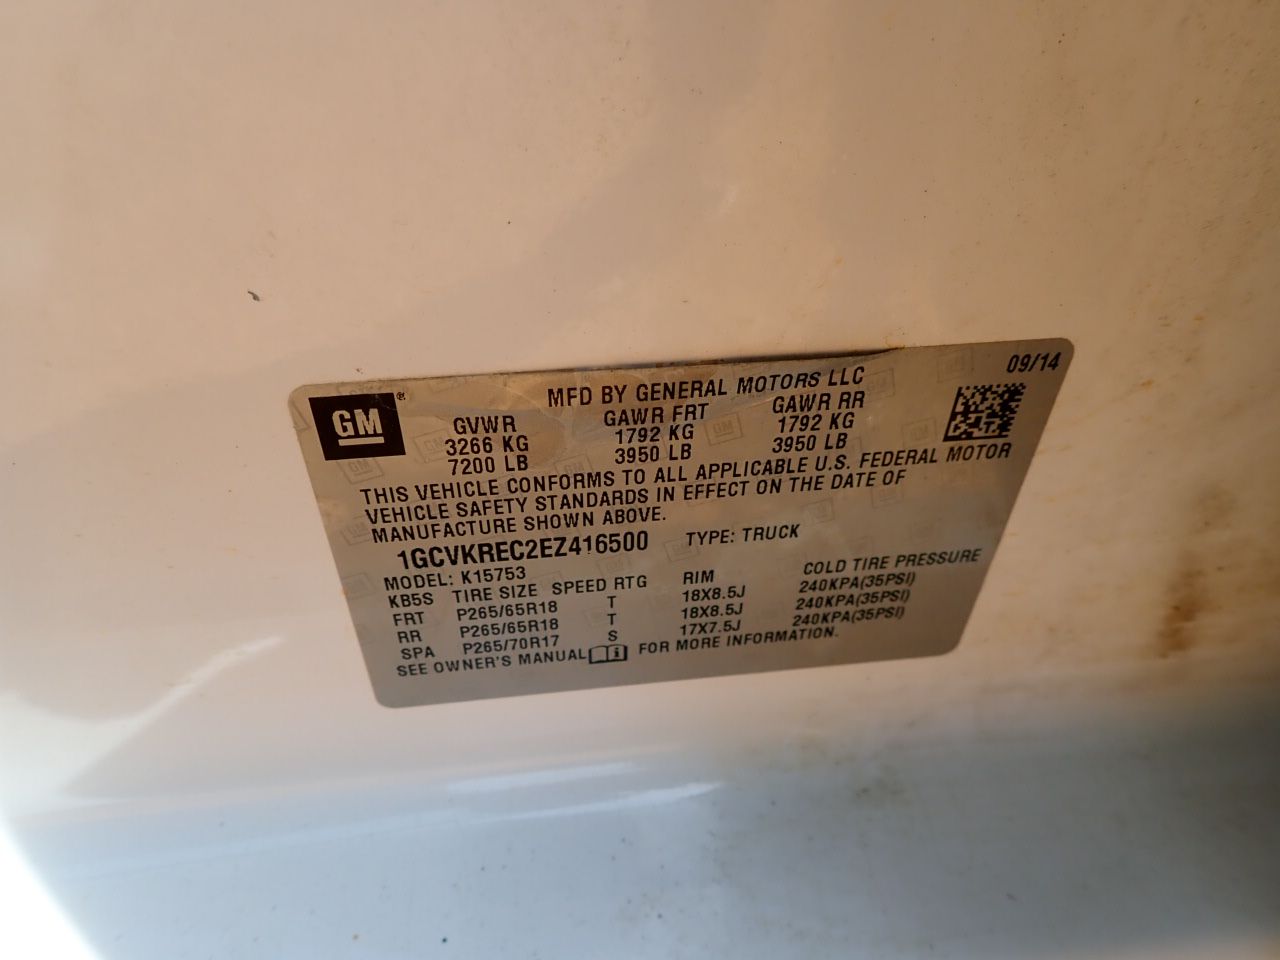 GM ®
MFD BY GENERAL MOTORS LLC 09/14
GVWR GAWR FRT GAWR RR
3266 KG 1792 KG 1792 KG
7200 LB 3950 LB 3950 LB
THIS VEHICLE CONFORMS TO ALL APPLICABLE U.S. FEDERAL MOTOR
VEHICLE SAFETY STANDARDS IN EFFECT ON THE DATE OF
MANUFACTURE SHOWN ABOVE.
1GCVKREC2EZ416500 TYPE: TRUCK
MODEL: K15753
KB5S TIRE SIZE SPEED RTG RIM COLD TIRE PRESSURE
FRT P265/65R18 T 18X8.5J 240KPA(35PSI)
RR P265/65R18 T 18X8.5J 240KPA(35PSI)
SPA P265/70R17 S 17X7.5J 240KPA(35PSI)
SEE OWNER'S MANUAL FOR MORE INFORMATION.